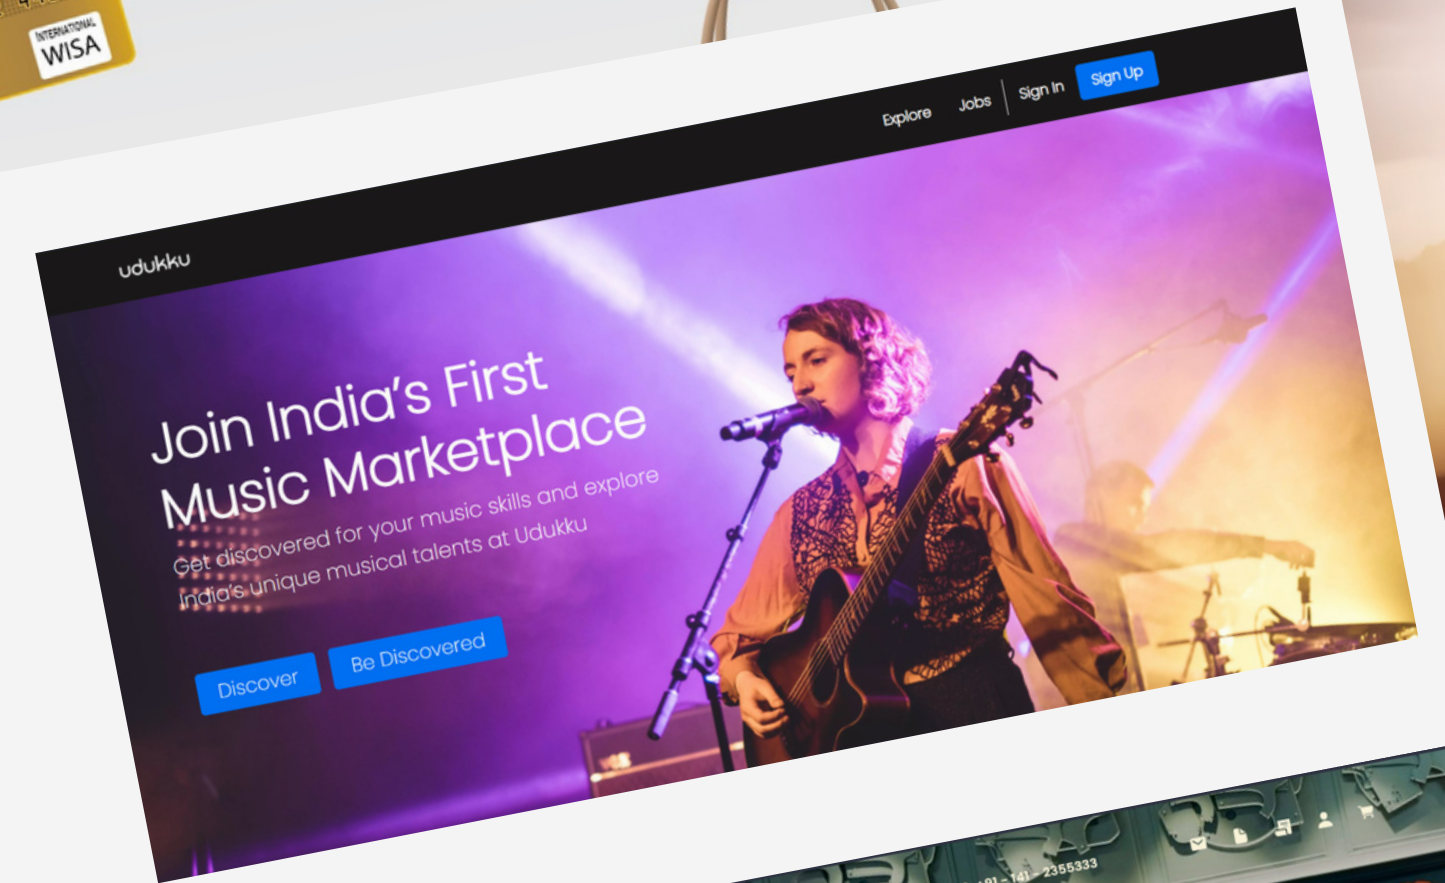 INTERNATIONAL
WISA
Explore Jobs Sign In Sign Up
udukku
Join India's First
Music Marketplace
Get discovered for your music skills and explore
India's unique musical talents at Udukku
Discover Be Discovered
- 141 - 2355333